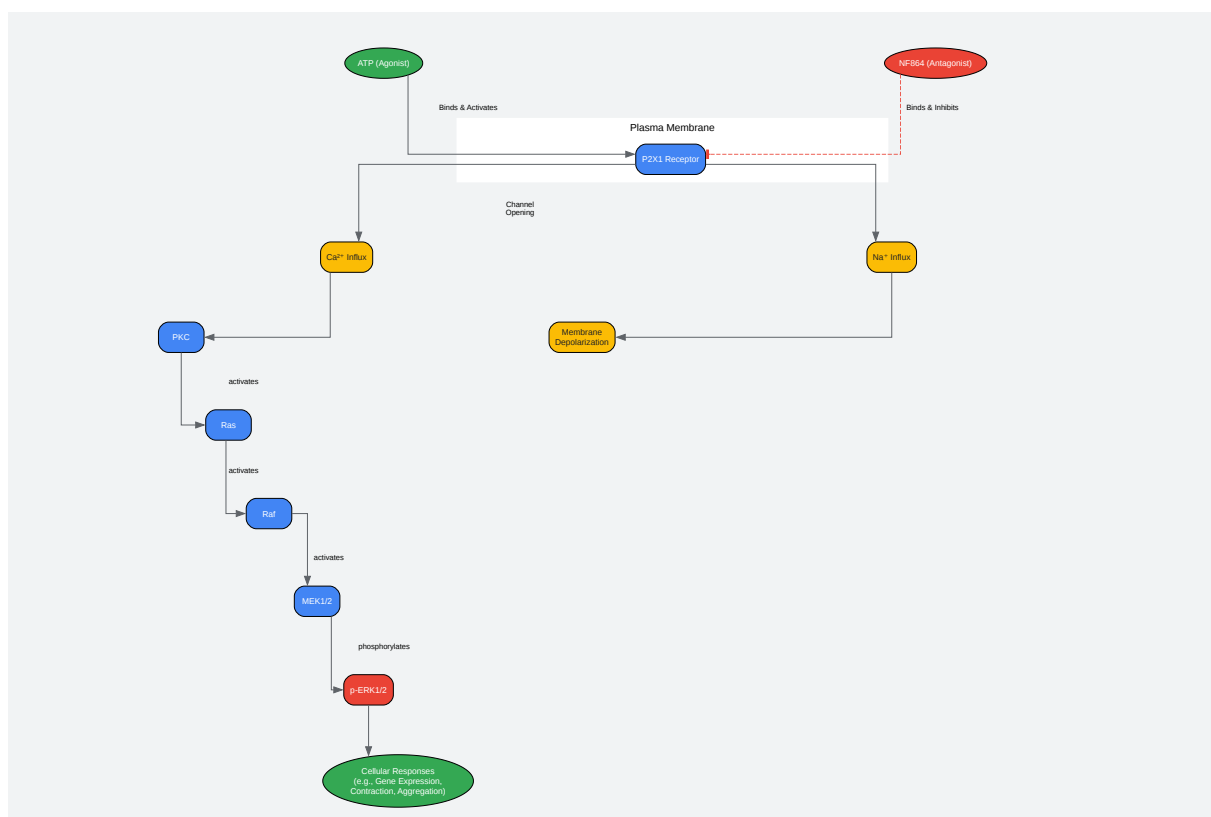 ATP (Agonist)
NF864 (Antagonist)
Binds & Activates
Binds & Inhibits
Plasma Membrane
P2X1 Receptor
Channel
Opening
Ca²⁺ Influx
Na⁺ Influx
PKC
Membrane
Depolarization
activates
Ras
activates
Raf
activates
MEK1/2
phosphorylates
p-ERK1/2
Cellular Responses
(e.g., Gene Expression,
Contraction, Aggregation)